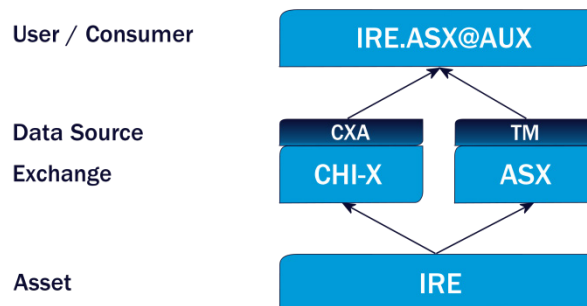 User / Consumer IRE.ASX@AUX
Data Source CXA TM
Exchange CHI-X ASX
Asset IRE